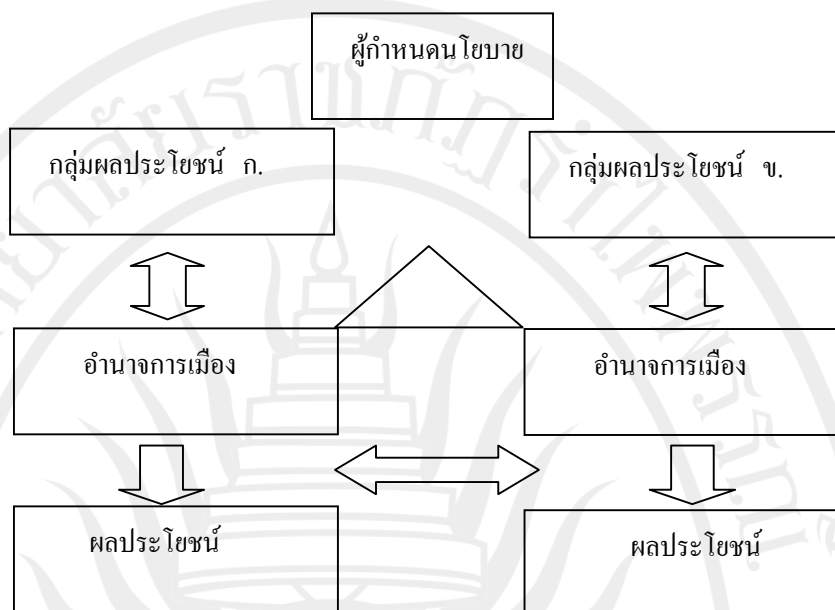 ผู้กำหนดนโยบาย
กลุ่มผลประโยชน์ ก.
กลุ่มผลประโยชน์ ข.
อำนาจการเมือง
อำนาจการเมือง
ผลประโยชน์
ผลประโยชน์